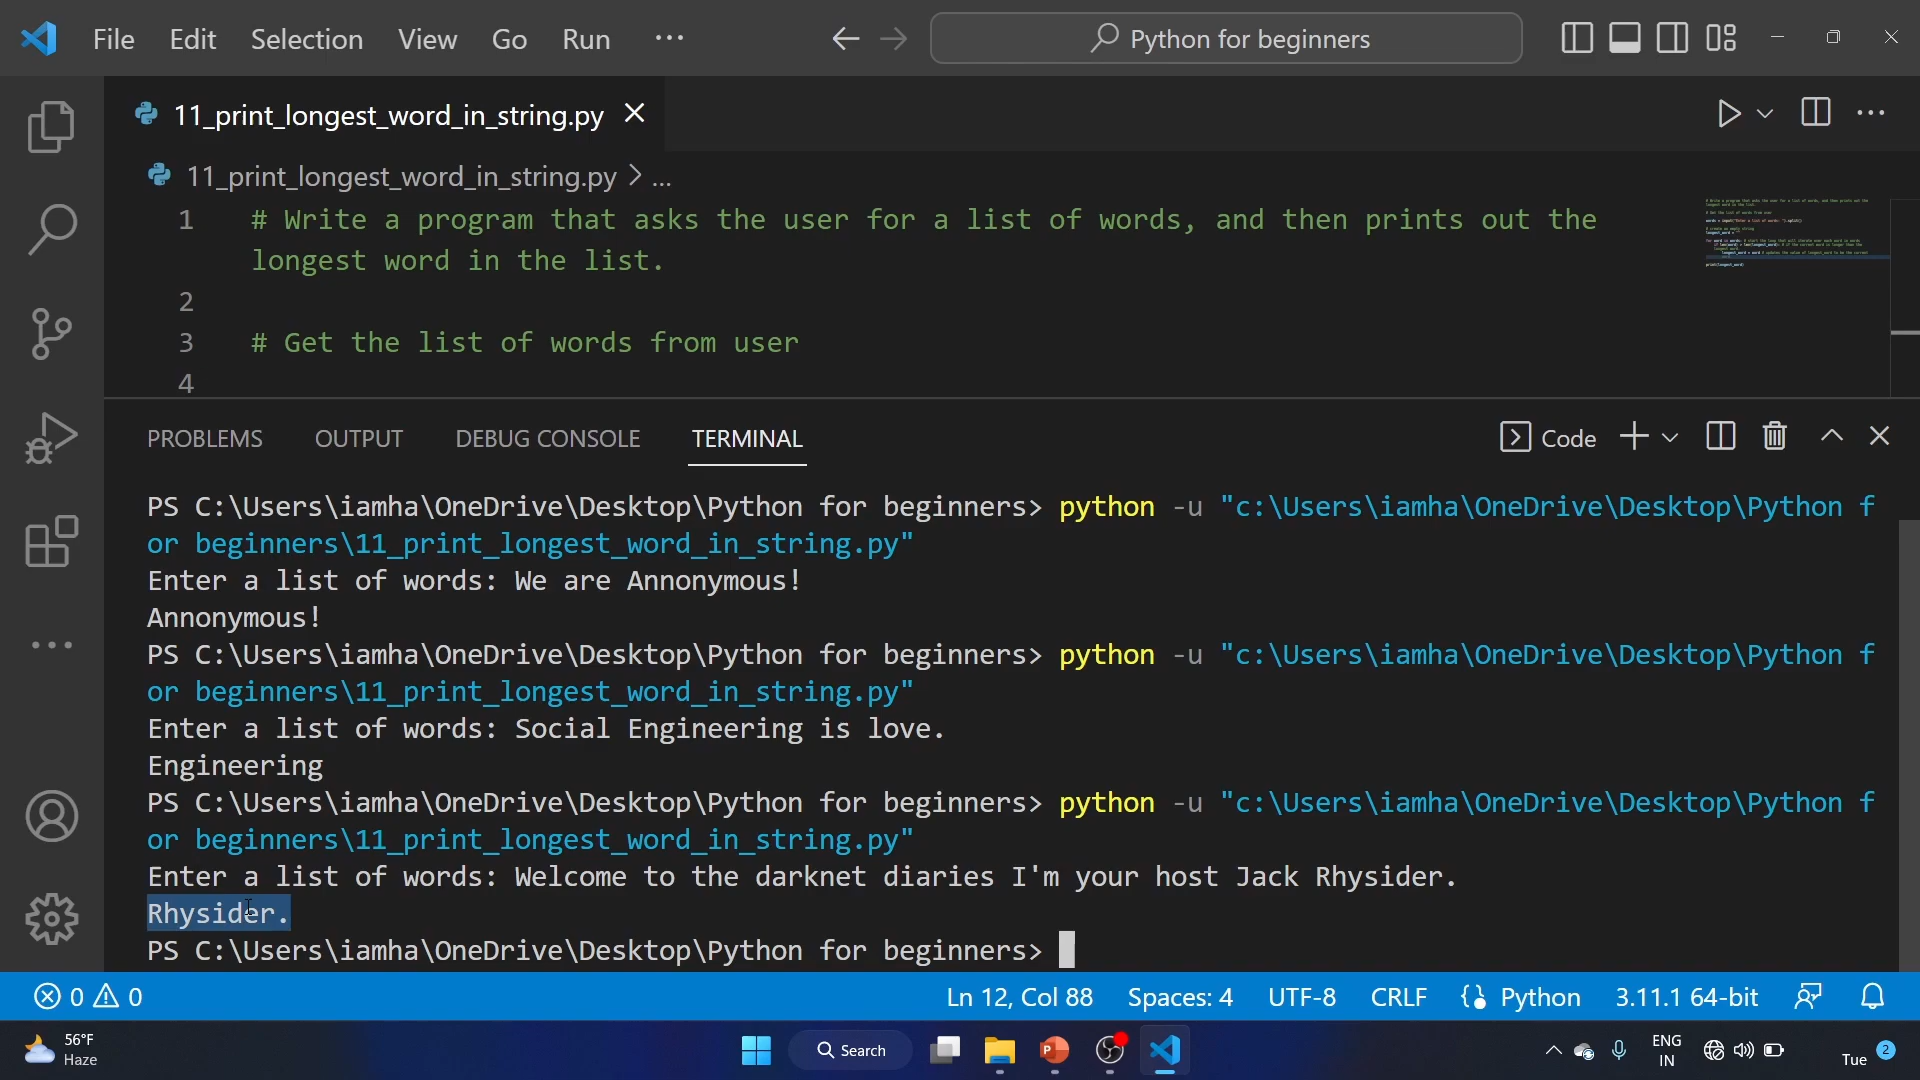 File Edit Selection View Go Run ···
Python for beginners
11_print_longest_word_in_string.py
11_print_longest_word_in_string.py > ...
1 # Write a program that asks the user for a list of words, and then prints out the
longest word in the list.
2
3 # Get the list of words from user
4
PROBLEMS OUTPUT DEBUG CONSOLE TERMINAL
Code
PS C:\Users\iamha\OneDrive\Desktop\Python for beginners> python -u "c:\Users\iamha\OneDrive\Desktop\Python f
or beginners\11_print_longest_word_in_string.py"
Enter a list of words: We are Annonymous!
Annonymous!
PS C:\Users\iamha\OneDrive\Desktop\Python for beginners> python -u "c:\Users\iamha\OneDrive\Desktop\Python f
or beginners\11_print_longest_word_in_string.py"
Enter a list of words: Social Engineering is love.
Engineering
PS C:\Users\iamha\OneDrive\Desktop\Python for beginners> python -u "c:\Users\iamha\OneDrive\Desktop\Python f
or beginners\11_print_longest_word_in_string.py"
Enter a list of words: Welcome to the darknet diaries I'm your host Jack Rhysider.
Rhysider.
PS C:\Users\iamha\OneDrive\Desktop\Python for beginners>
0 0 Ln 12, Col 88 Spaces: 4 UTF-8 CRLF Python 3.11.1 64-bit
56°F
Haze
Search
ENG
IN
Tue 2